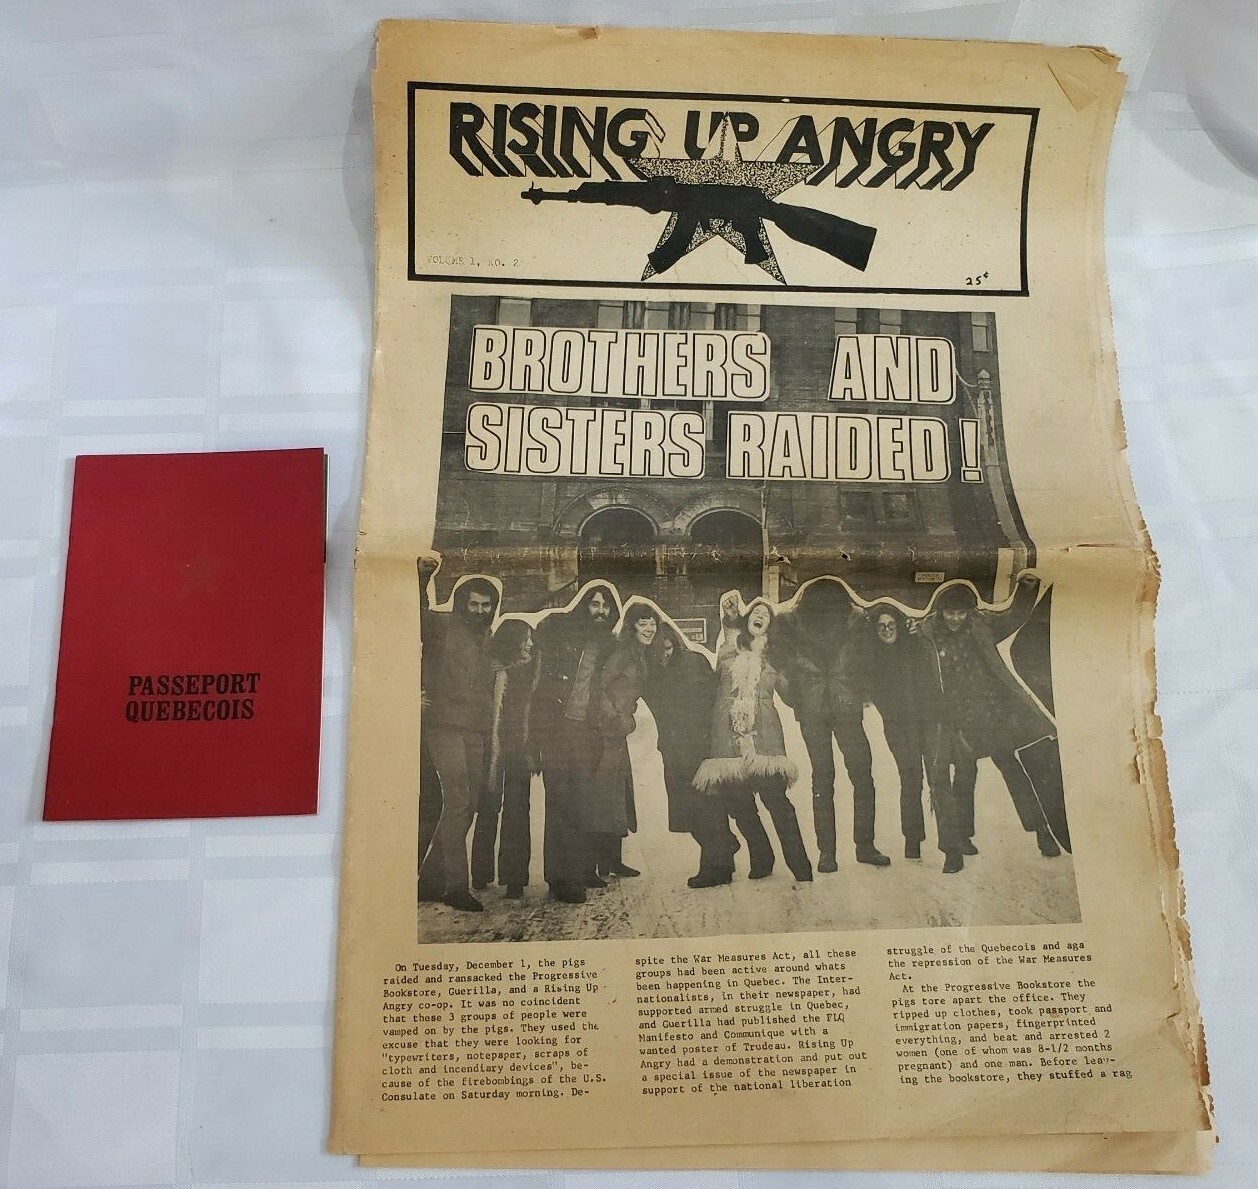 RISING UP ANGRY
VOLUME 1, NO. 2
25¢
BROTHERS AND
SISTERS RAIDED!
On Tuesday, December 1, the pigs
raided and ransacked the Progressive
Bookstore, Guerilla, and a Rising Up
Angry co-op. It was no coincident
that these 3 groups of people were
vamped on by the pigs. They used the
excuse that they were looking for
"typewriters, notepaper, scraps of
cloth and incendiary devices", be-
cause of the firebombings of the U.S.
Consulate on Saturday morning. De-
spite the War Measures Act, all these
groups had been active around whats
been happening in Quebec. The Inter-
nationalists, in their newspaper, had
supported armed struggle in Quebec,
and Guerilla had published the FLQ
Manifesto and Communique with a
wanted poster of Trudeau. Rising Up
Angry had a demonstration and put out
a special issue of the newspaper in
support of the national liberation
struggle of the Quebecois and aga
the repression of the War Measures
Act.
At the Progressive Bookstore the
pigs tore apart the office. They
ripped up clothes, took passport and
immigration papers, fingerprinted
everything, and beat and arrested 2
women (one of whom was 8-1/2 months
pregnant) and one man. Before leav-
ing the bookstore, they stuffed a rag
PASSEPORT
QUEBECOIS